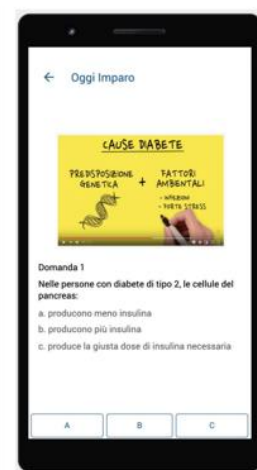 ← Oggi Imparo
CAUSE DIABETE
PREDISPOSIZIONE GENETICA + FATTORI AMBENTALI
- INFEZIONI
- FORTE STRESS
Domanda 1
Nelle persone con diabete di tipo 2, le cellule del
pancreas:
a. producono meno insulina
b. producono più insulina
c. produce la giusta dose di insulina necessaria
A B C